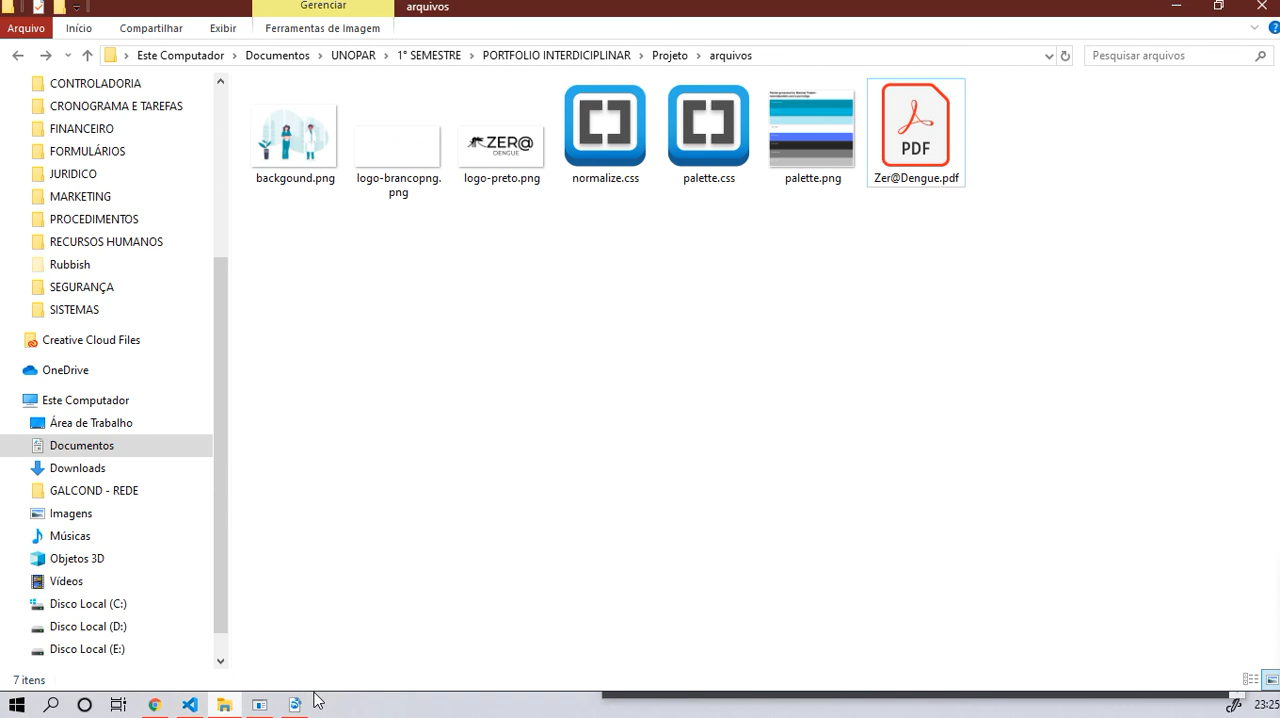 Gerenciar
arquivos
Arquivo
Início
Compartilhar
Exibir
Ferramentas de Imagem
Este Computador
Documentos
UNOPAR
1° SEMESTRE
PORTFOLIO INTERDICIPLINAR
Projeto
arquivos
Pesquisar arquivos
CONTROLADORIA
CRONOGRAMA E TAREFAS
FINANCEIRO
FORMULÁRIOS
JURIDICO
MARKETING
PROCEDIMENTOS
RECURSOS HUMANOS
Rubbish
SEGURANÇA
SISTEMAS
Creative Cloud Files
OneDrive
Este Computador
Área de Trabalho
Documentos
Downloads
GALCOND - REDE
Imagens
Músicas
Objetos 3D
Vídeos
Disco Local (C:)
Disco Local (D:)
Disco Local (E:)
ZER@
DENGUE
PDF
backgound.png
logo-brancopng.
png
logo-preto.png
normalize.css
palette.css
palette.png
Zer@Dengue.pdf
7 itens
23:25